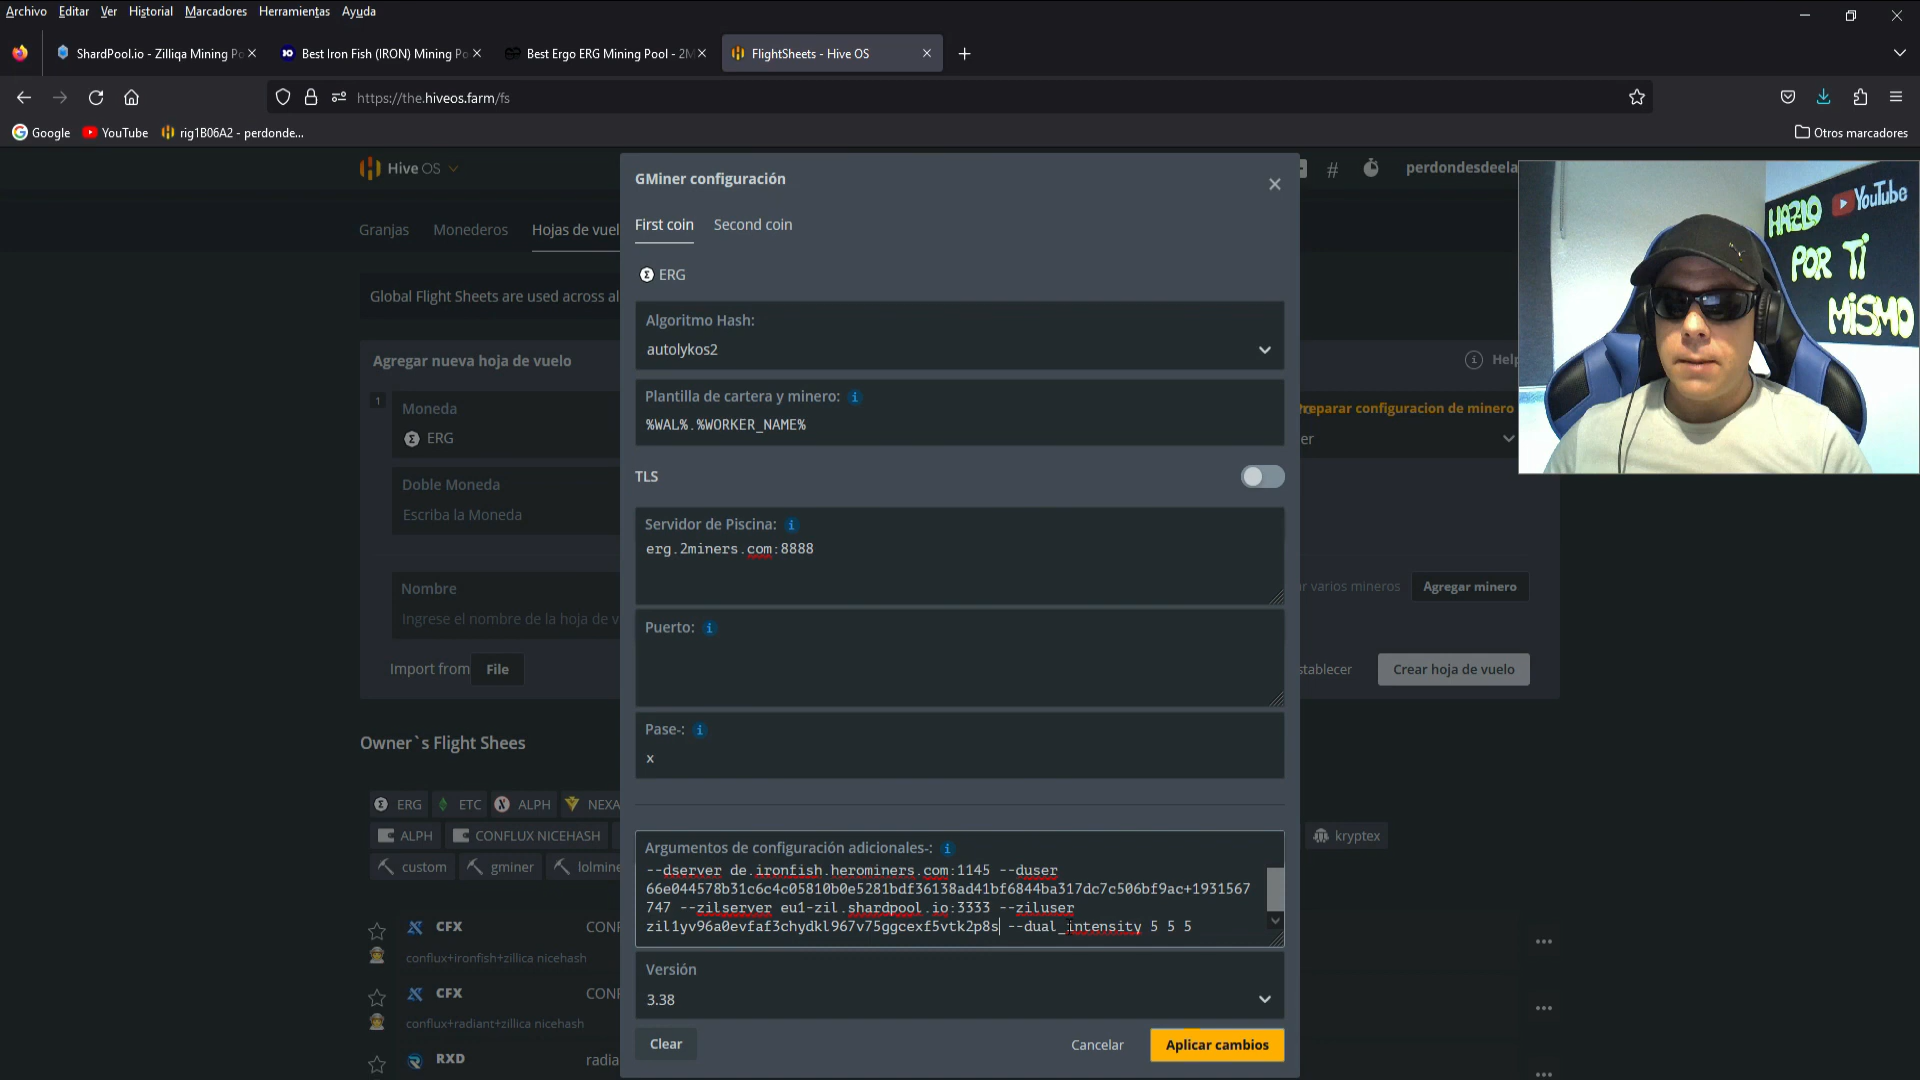 Archivo Editar Ver Historial Marcadores Herramientas Ayuda
ShardPool.io - Zilliqa Mining Po
Best Iron Fish (IRON) Mining Po
Best Ergo ERG Mining Pool - 2M
FlightSheets - Hive OS
https://the.hiveos.farm/fs
Google
YouTube
rig1B06A2 - perdonde...
Otros marcadores
Hive OS
perdondesdeela
Granjas Monederos Hojas de vuel
Global Flight Sheets are used across al
Agregar nueva hoja de vuelo
Help
1
Moneda
ERG
Doble Moneda
Escriba la Moneda
Nombre
Ingrese el nombre de la hoja de v
Import from File
reparar configuracion de minero
er
ar varios mineros
Agregar minero
stablecer
Crear hoja de vuelo
Owner`s Flight Shees
ERG ETC ALPH NEXA
ALPH CONFLUX NICEHASH
kryptex
custom gminer lolmine
CFX CONF
conflux+ironfish+zillica nicehash
CFX CONF
conflux+radiant+zíllica nicehash
RXD radia
GMiner configuración
First coin Second coin
ERG
Algoritmo Hash:
autolykos2
Plantilla de cartera y minero:
%WAL%.%WORKER_NAME%
TLS
Servidor de Piscina:
erg.2miners.com:8888
Puerto:
Pase-:
x
Argumentos de configuración adicionales-:
--dserver de.ironfish.herominers.com:1145 --duser
66e044578b31c6c4c05810b0e5281bdf36138ad41bf6844ba317dc7c506bf9ac+1931567
747 --zilserver eu1-zil.shardpool.io:3333 --ziluser
zil1yv96a0evfaf3chydkl967v75ggcexf5vtk2p8s --dual_intensity 5 5 5
Versión
3.38
Clear
Cancelar
Aplicar cambios
YouTube
HAZLO
POR TÍ
MiSMO